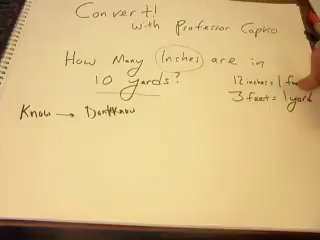 Convert!
with Professor Capko
How Many Inches are in
10 yards?
12 inches = 1 foot
3 feet = 1 yard
Know → Don't Know